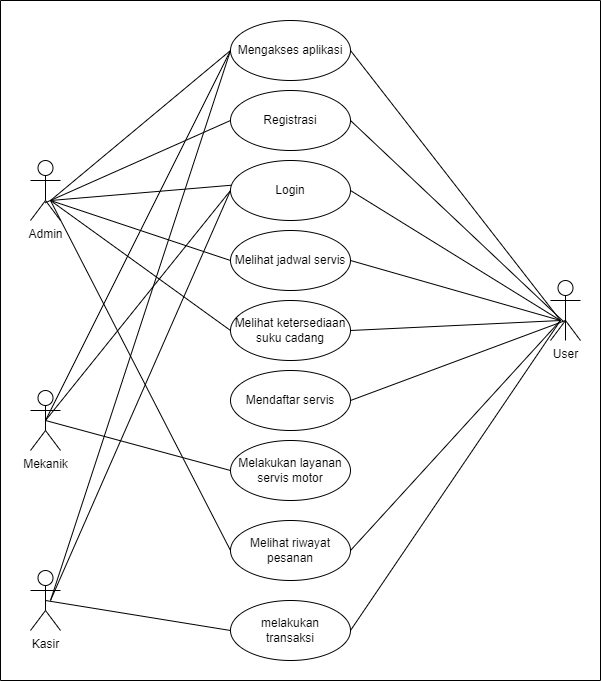 Mengakses aplikasi
Registrasi
Login
Admin
Melihat jadwal servis
Melihat ketersediaan
suku cadang
User
Mendaftar servis
Mekanik
Melakukan layanan
servis motor
Melihat riwayat
pesanan
Kasir
melakukan
transaksi